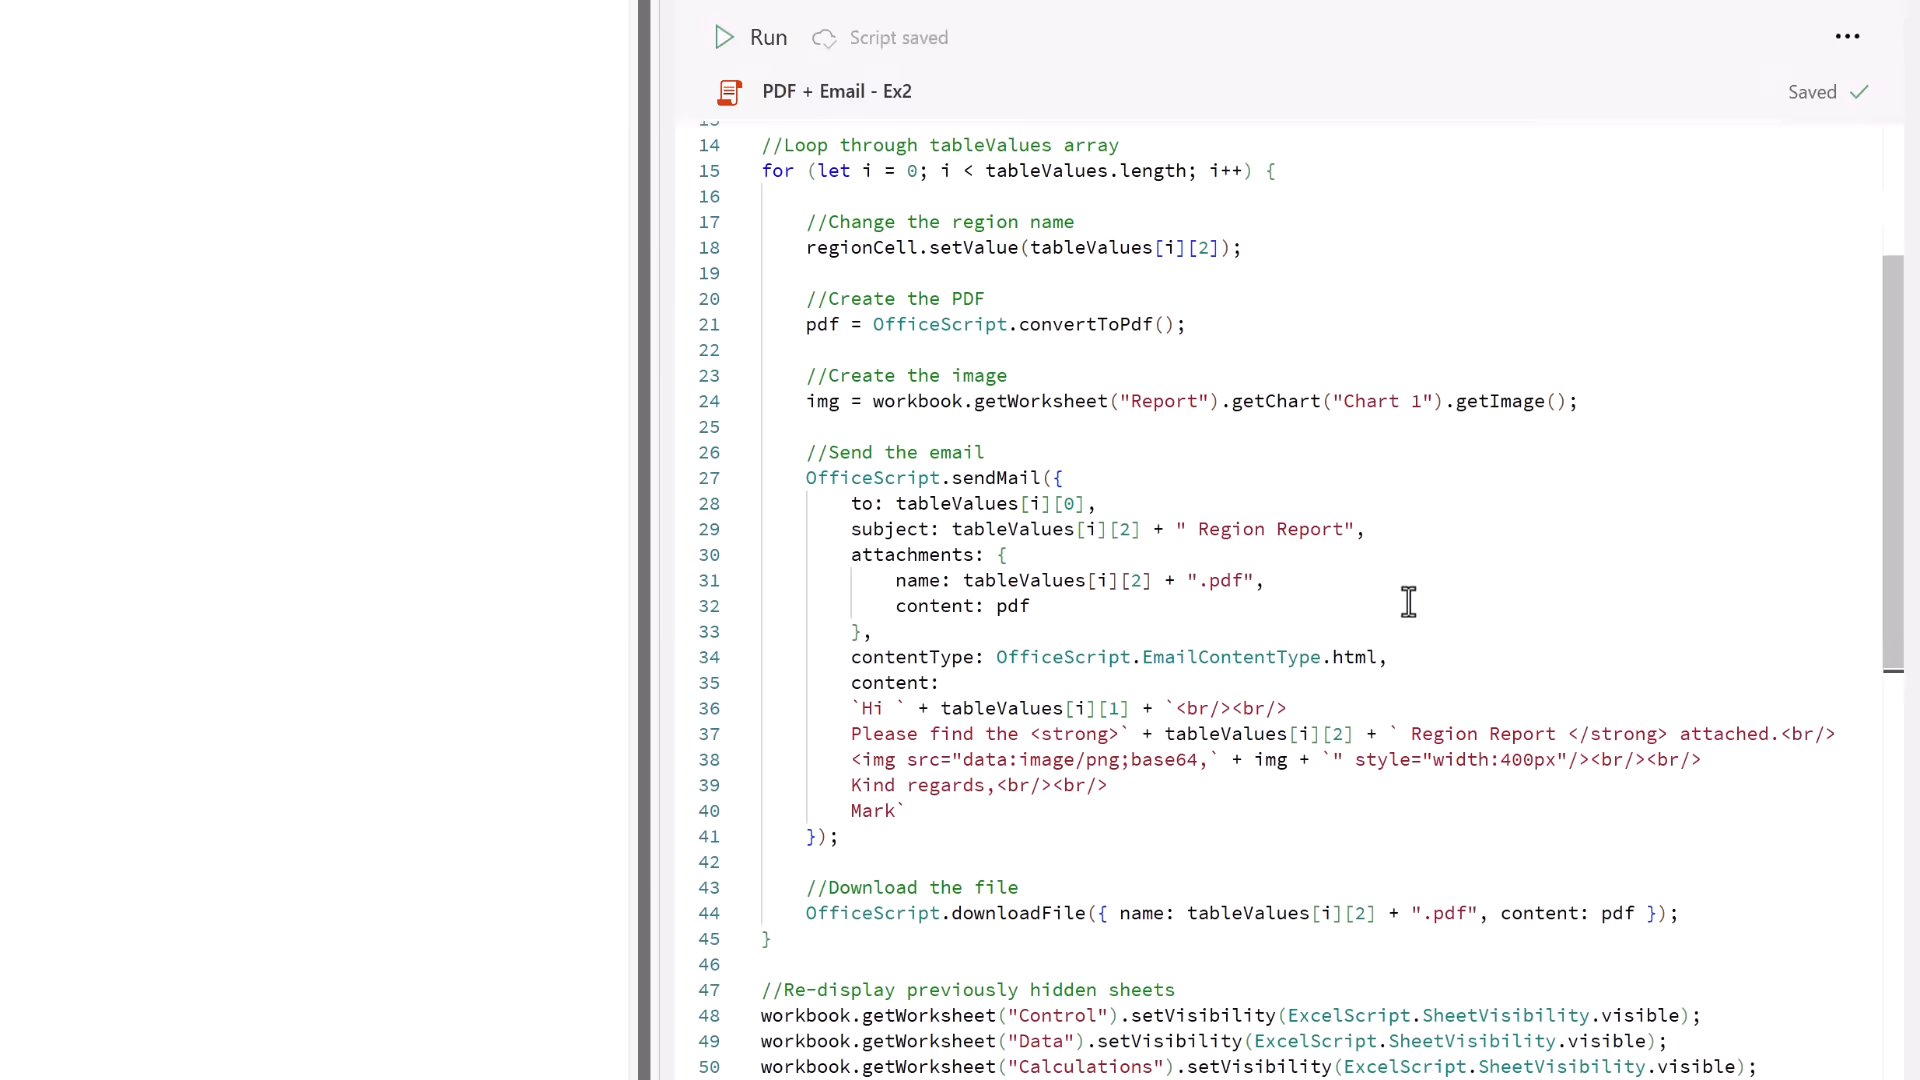 Run Script saved
PDF + Email - Ex2 Saved
13
14 //Loop through tableValues array
15 for (let i = 0; i < tableValues.length; i++) {
16
17 //Change the region name
18 regionCell.setValue(tableValues[i][2]);
19
20 //Create the PDF
21 pdf = OfficeScript.convertToPdf();
22
23 //Create the image
24 img = workbook.getWorksheet("Report").getChart("Chart 1").getImage();
25
26 //Send the email
27 OfficeScript.sendMail({
28 to: tableValues[i][0],
29 subject: tableValues[i][2] + " Region Report",
30 attachments: {
31 name: tableValues[i][2] + ".pdf",
32 content: pdf
33 },
34 contentType: OfficeScript.EmailContentType.html,
35 content:
36 `Hi ` + tableValues[i][1] + `<br/><br/>
37 Please find the <strong>` + tableValues[i][2] + ` Region Report </strong> attached.<br/>
38 <img src="data:image/png;base64,` + img + `" style="width:400px"/><br/><br/>
39 Kind regards,<br/><br/>
40 Mark`
41 });
42
43 //Download the file
44 OfficeScript.downloadFile({ name: tableValues[i][2] + ".pdf", content: pdf });
45 }
46
47 //Re-display previously hidden sheets
48 workbook.getWorksheet("Control").setVisibility(ExcelScript.SheetVisibility.visible);
49 workbook.getWorksheet("Data").setVisibility(ExcelScript.SheetVisibility.visible);
50 workbook.getWorksheet("Calculations").setVisibility(ExcelScript.SheetVisibility.visible);